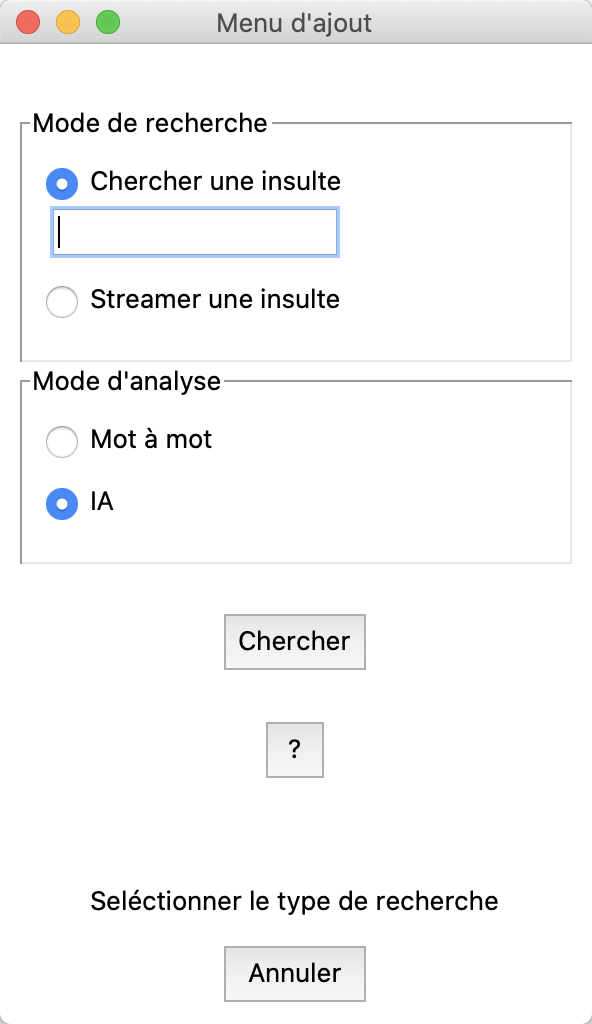 Menu d'ajout
Mode de recherche
Chercher une insulte
Streamer une insulte
Mode d'analyse
Mot à mot
IA
Chercher
?
Seléctionner le type de recherche
Annuler